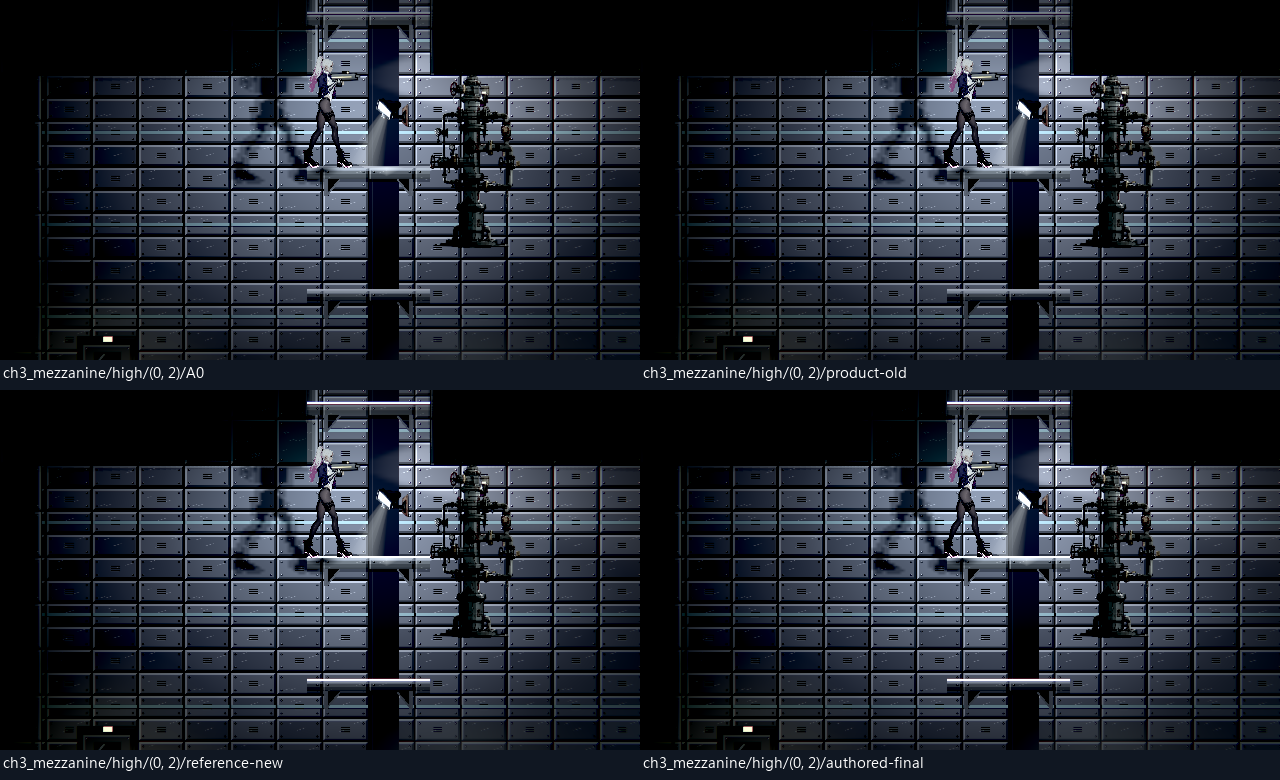 ch3_mezzanine/high/(0, 2)/A0
ch3_mezzanine/high/(0, 2)/product-old
ch3_mezzanine/high/(0, 2)/reference-new
ch3_mezzanine/high/(0, 2)/authored-final